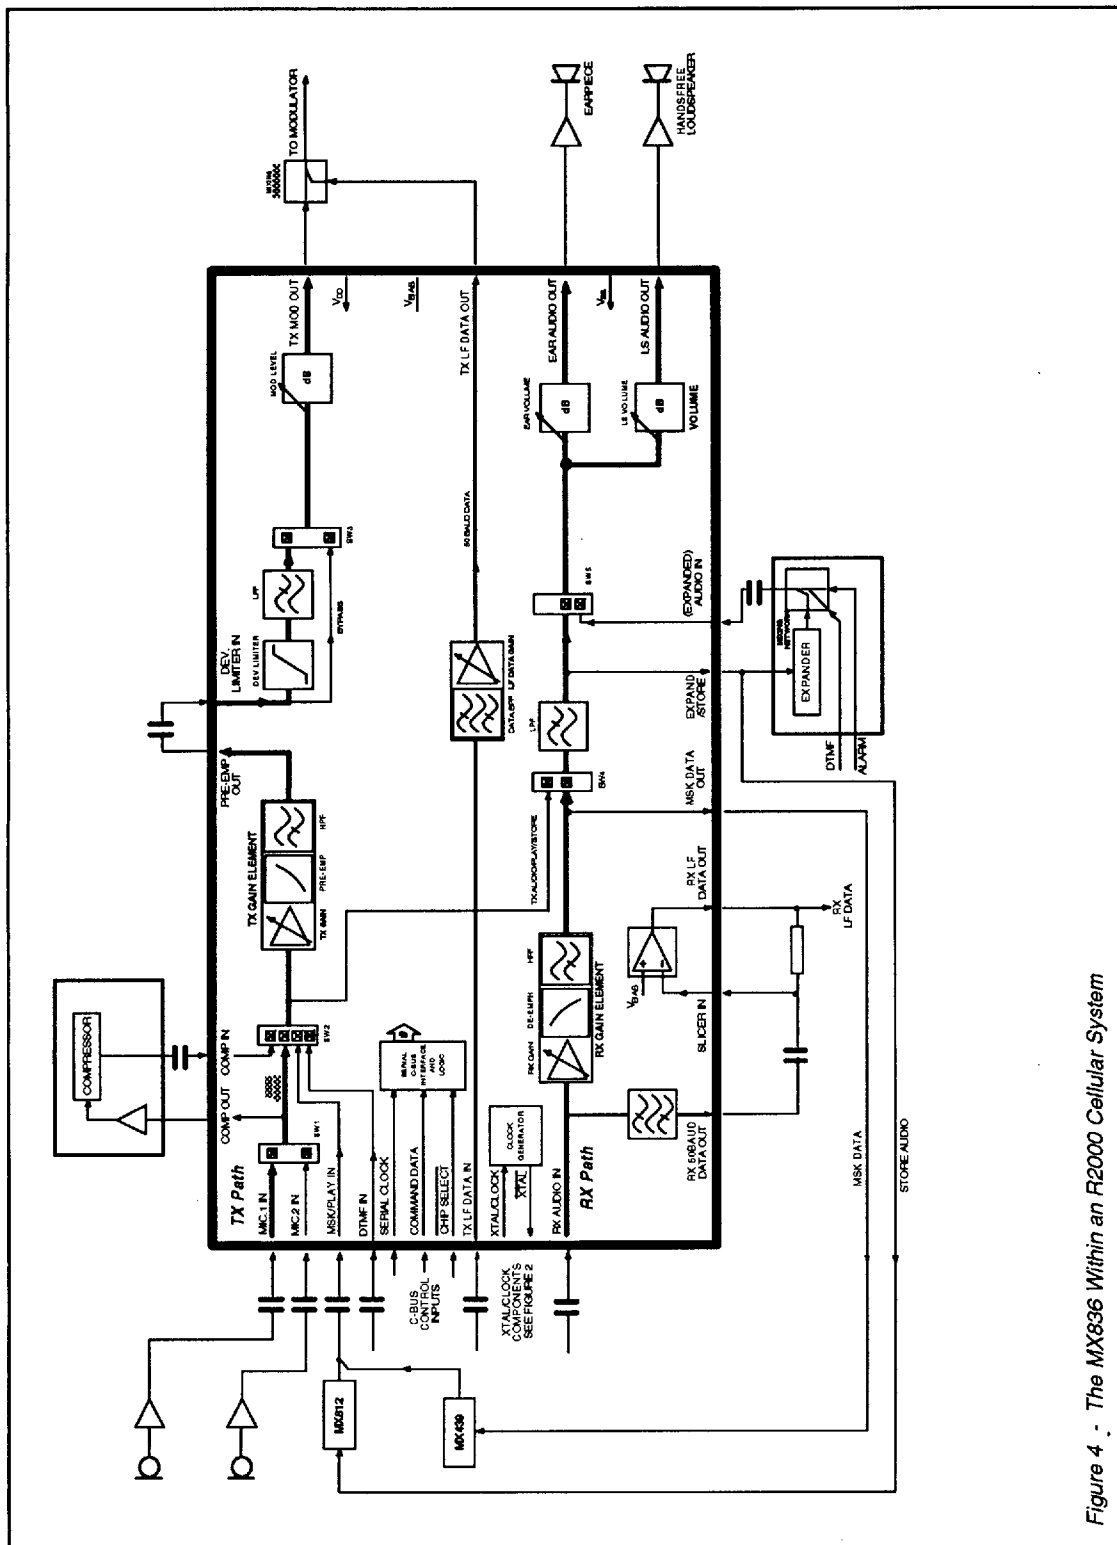 TO MODULATOR
EARPIECE
HANDSFREE
LOUDSPEAKER
TX MOD OUT
VDD
VBIAS
TX LF DATA OUT
EAR AUDIO OUT
VSS
LS AUDIO OUT
MOD LEVEL
dB
EAR VOLUME
dB
LS VOLUME
dB
VOLUME
SW3
LPF
BYPASS
DEV LIMITER
DEV.
LIMITER IN
50 BAUD DATA
LF DATA GAIN
DATA BPF
SW5
(EXPANDED)
AUDIO IN
MIXING
NETWORK
EXPANDER
DTMF
ALARM
EXPAND
/STORE
LPF
SW4
MSK DATA
OUT
PRE-EMP
OUT
TX GAIN ELEMENT
HPF
PRE-EMP
TX GAIN
TX AUDIO/PLAY/STORE
RX LF
DATA OUT
RX
LF DATA
HPF
DE-EMPH
RX GAIN
RX GAIN ELEMENT
VBIAS
+
-
SLICER IN
COMPRESSOR
COMP IN
COMP OUT
SW2
SW1
SERIAL
C-BUS
INTERFACE
AND
LOGIC
CLOCK
GENERATOR
RX 50BAUD
DATA OUT
TX Path
MIC.1 IN
MIC.2 IN
MSK/PLAY IN
DTMF IN
SERIAL CLOCK
COMMAND DATA
CHIP SELECT
TX LF DATA IN
XTAL/CLOCK
XTAL
RX AUDIO IN
RX Path
MSK DATA
STORE AUDIO
C-BUS
CONTROL
INPUTS
XTAL/CLOCK
COMPONENTS
SEE FIGURE 2
MX812
MX439
Figure 4 - The MX836 Within an R2000 Cellular System